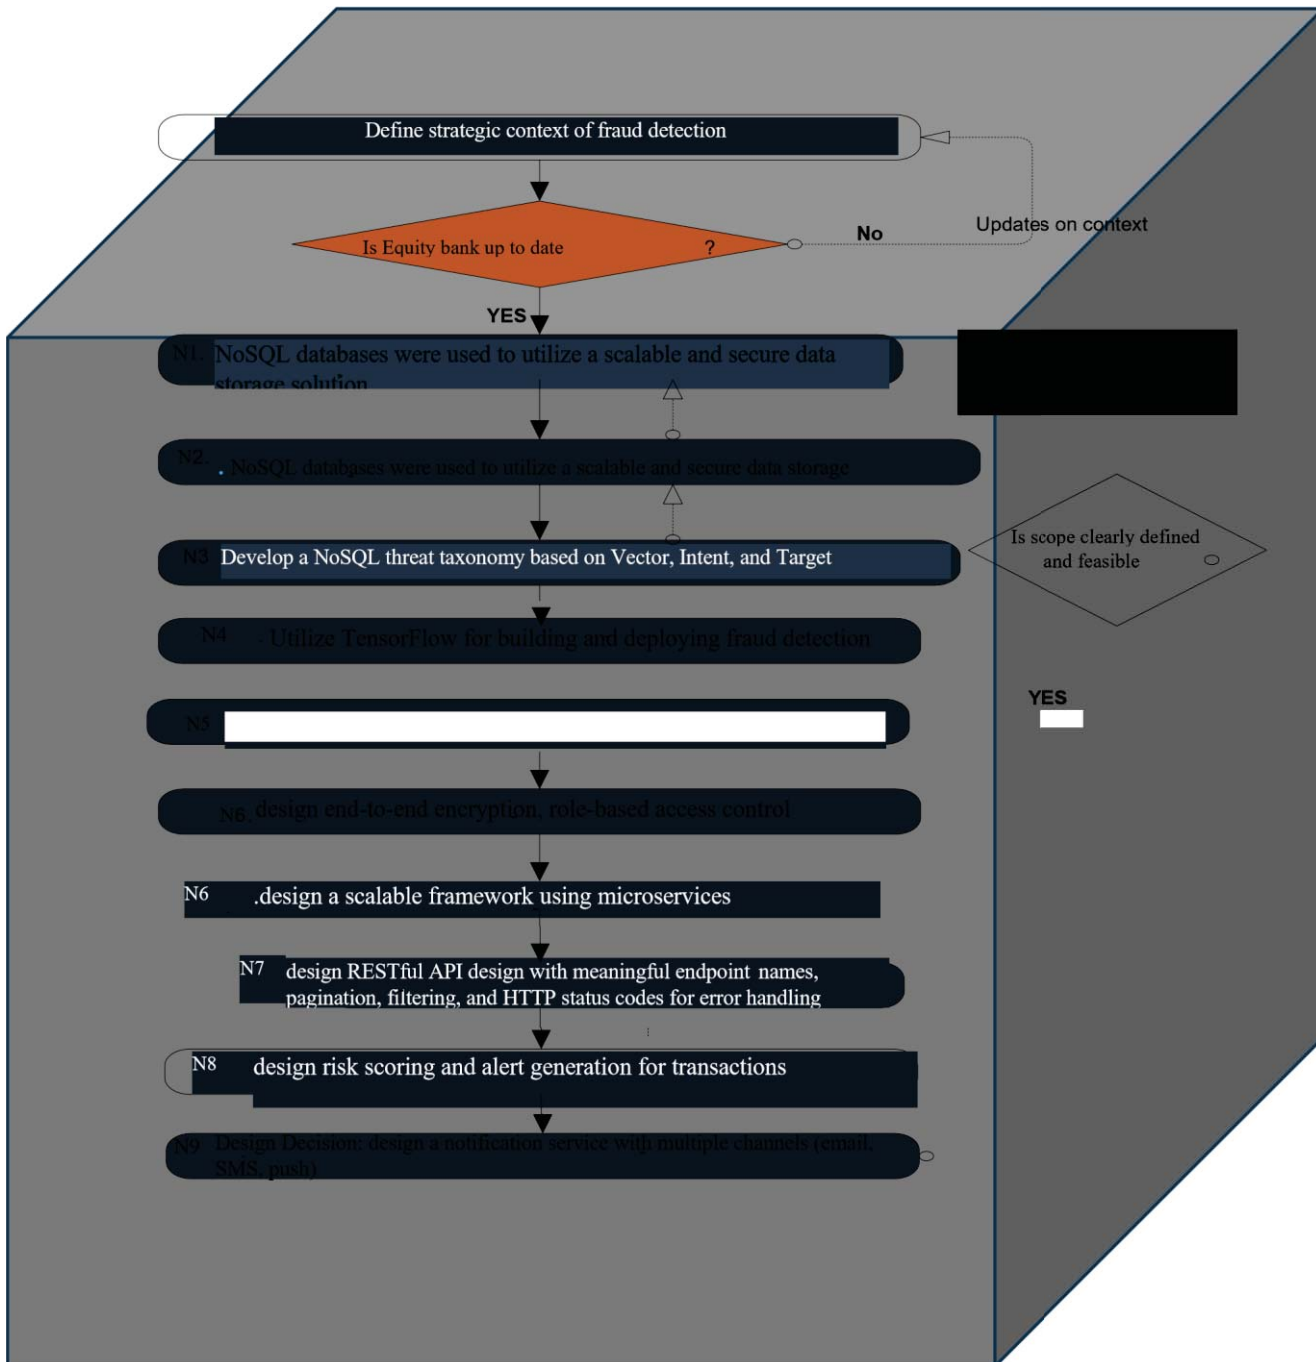 Define strategic context of fraud detection
Is Equity bank up to date ?
No
Updates on context
YES
N1. NoSQL databases were used to utilize a scalable and secure data
storage solution
N2. . NoSQL databases were used to utilize a scalable and secure data storage
N3 Develop a NoSQL threat taxonomy based on Vector, Intent, and Target
Is scope clearly defined
and feasible
N4 . Utilize TensorFlow for building and deploying fraud detection
YES
N5
N6. design end-to-end encryption, role-based access control
N6 .design a scalable framework using microservices
N7 design RESTful API design with meaningful endpoint names,
pagination, filtering, and HTTP status codes for error handling
N8 design risk scoring and alert generation for transactions
N9 Design Decision: design a notification service with multiple channels (email,
SMS, push)